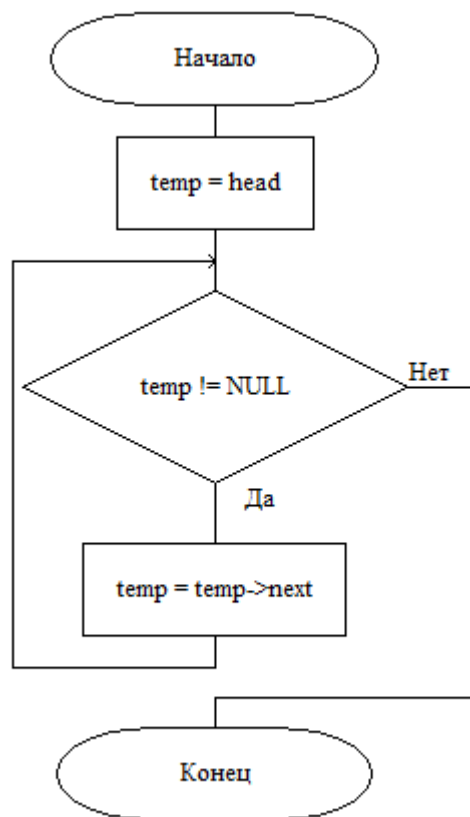 Начало
temp = head
temp != NULL
Нет
Да
temp = temp->next
Конец